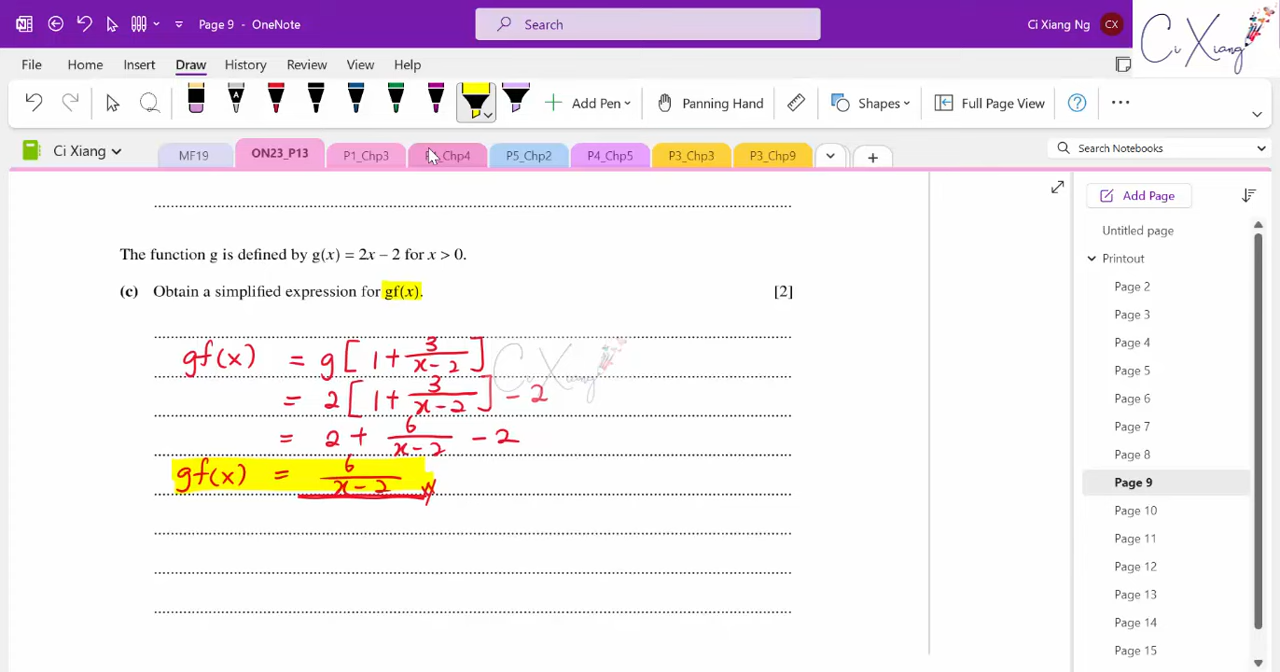 Page 9 - OneNote
Search
Ci Xiang Ng
CX
Ci Xiang
File Home Insert Draw History Review View Help
Add Pen
Panning Hand
Shapes
Full Page View
Ci Xiang
MF19
ON23_P13
P1_Chp3
_Chp4
P5_Chp2
P4_Chp5
P3_Chp3
P3_Chp9
Search Notebooks
The function g is defined by g(x) = 2x – 2 for x > 0.
(c) Obtain a simplified expression for gf(x). [2]
gf(x) = g[1 + 3/(x-2)]
= 2[1 + 3/(x-2)] - 2
= 2 + 6/(x-2) - 2
gf(x) = 6/(x-2)
Ci Xiang
Add Page
Untitled page
Printout
Page 2
Page 3
Page 4
Page 5
Page 6
Page 7
Page 8
Page 9
Page 10
Page 11
Page 12
Page 13
Page 14
Page 15